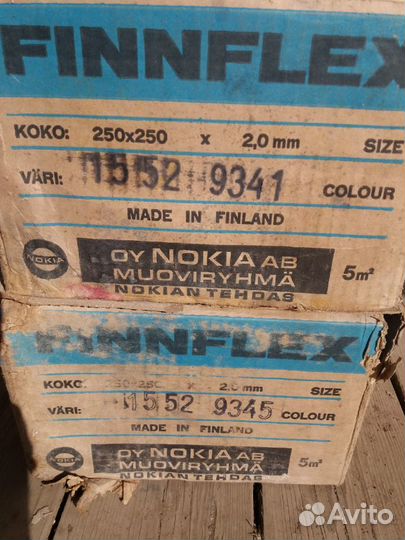 FINNFLEX
KOKO: 250x250 x 2,0 mm SIZE
VÄRI: 1552 9341 COLOUR
MADE IN FINLAND
NOKIA OY NOKIA AB 5m²
MUOVIRYHMÄ
NOKIAN TEHDAS
FINNFLEX
KOKO: 250x250 x 2,0 mm SIZE
VÄRI: 1552 9345 COLOUR
MADE IN FINLAND
OY NOKIA AB 5m²
MUOVIRYHMÄ
NOKIAN TEHDAS
Avito